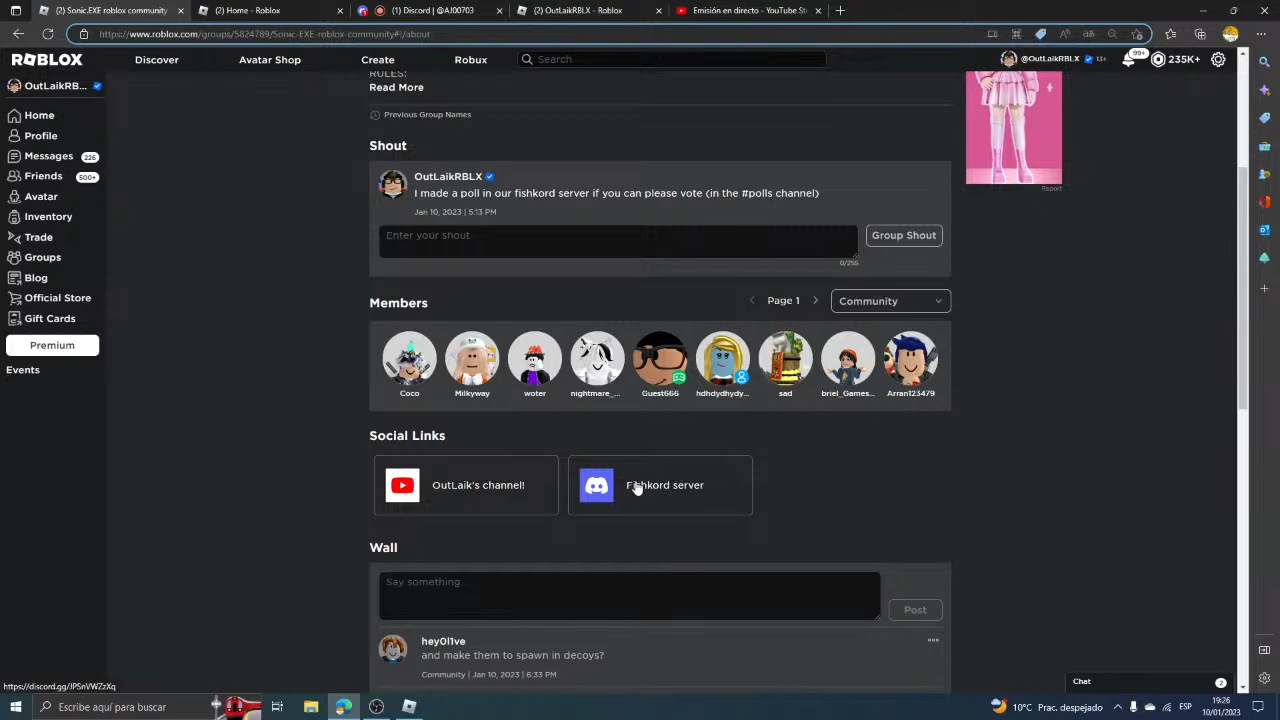 (2) Sonic.EXE roblox community
(2) Home - Roblox
(1) Discord | @AJ00703
(2) OutLaikRBLX - Roblox
Emisión en directo - YouTube St
https://www.roblox.com/groups/5824789/Sonic-EXE-roblox-community#!/about
ROBLOX
Discover
Avatar Shop
Create
Robux
Search
@OutLaikRBLX
13+
99+
235K+
OutLaikRB...
Home
Profile
Messages
226
Friends
500+
Avatar
Inventory
Trade
Groups
Blog
Official Store
Gift Cards
Premium
Events
RULES:
Read More
Previous Group Names
Report
Shout
OutLaikRBLX
I made a poll in our fishkord server if you can please vote (in the #polls channel)
Jan 10, 2023 | 5:13 PM
Enter your shout
Group Shout
0/255
Members
Page 1
Community
Coco
Milkyway
woter
nightmare_...
Guest666
hdhdydhydy...
sad
briel_Games...
Arran123479
Social Links
OutLaik's channel!
Fishkord server
Wall
Say something...
Post
hey0l1ve
and make them to spawn in decoys?
Community | Jan 10, 2023 | 6:33 PM
https://discord.gg/JPSnVWZzXq
Chat
2
Escribe aquí para buscar
10°C Prac. despejado
ESP
19:26
10/01/2023